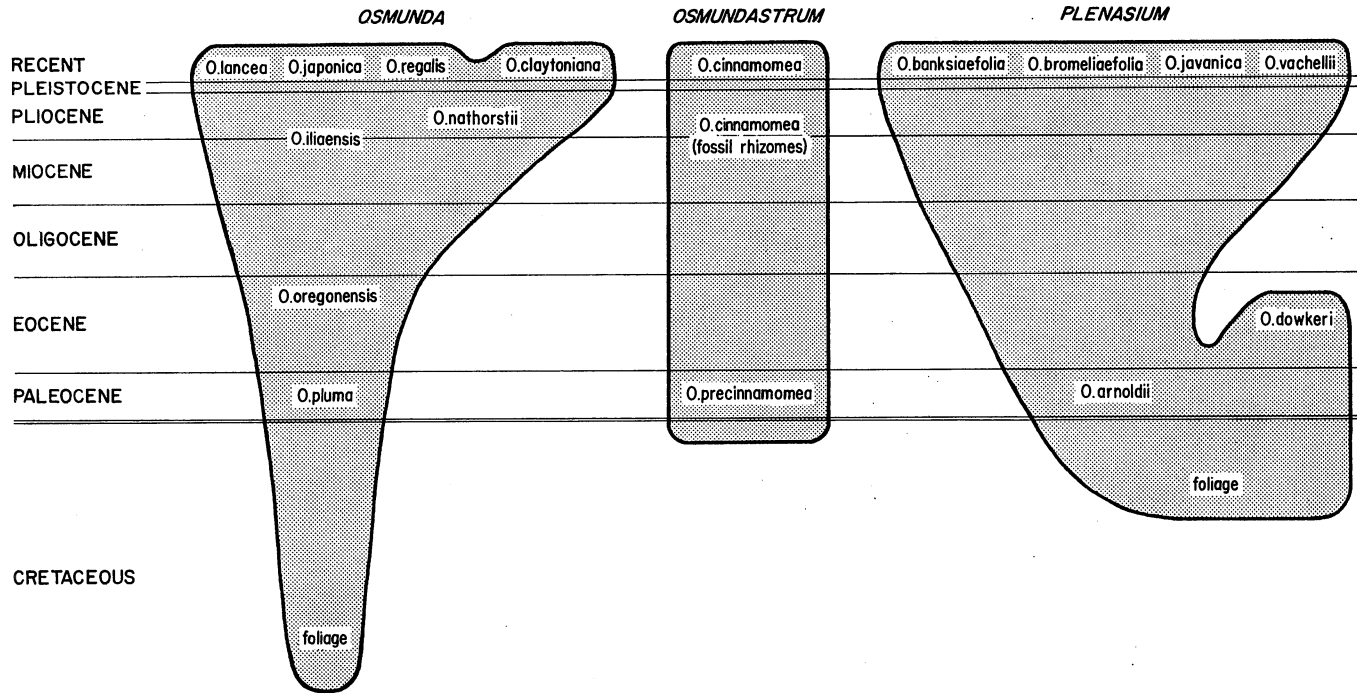 OSMUNDA OSMUNDASTRUM PLENASIUM
RECENT O.lancea O.japonica O.regalis O.claytoniana O.cinnamomea O.banksiaefolia O.bromeliaefolia O.javanica O.vachellii
PLEISTOCENE
PLIOCENE O.nathorstii O.cinnamomea
O.iliaensis (fossil rhizomes)
MIOCENE
OLIGOCENE
O.oregonensis
EOCENE O.dowkeri
PALEOCENE O.pluma O.precinnamomea O.arnoldii
foliage
CRETACEOUS
foliage